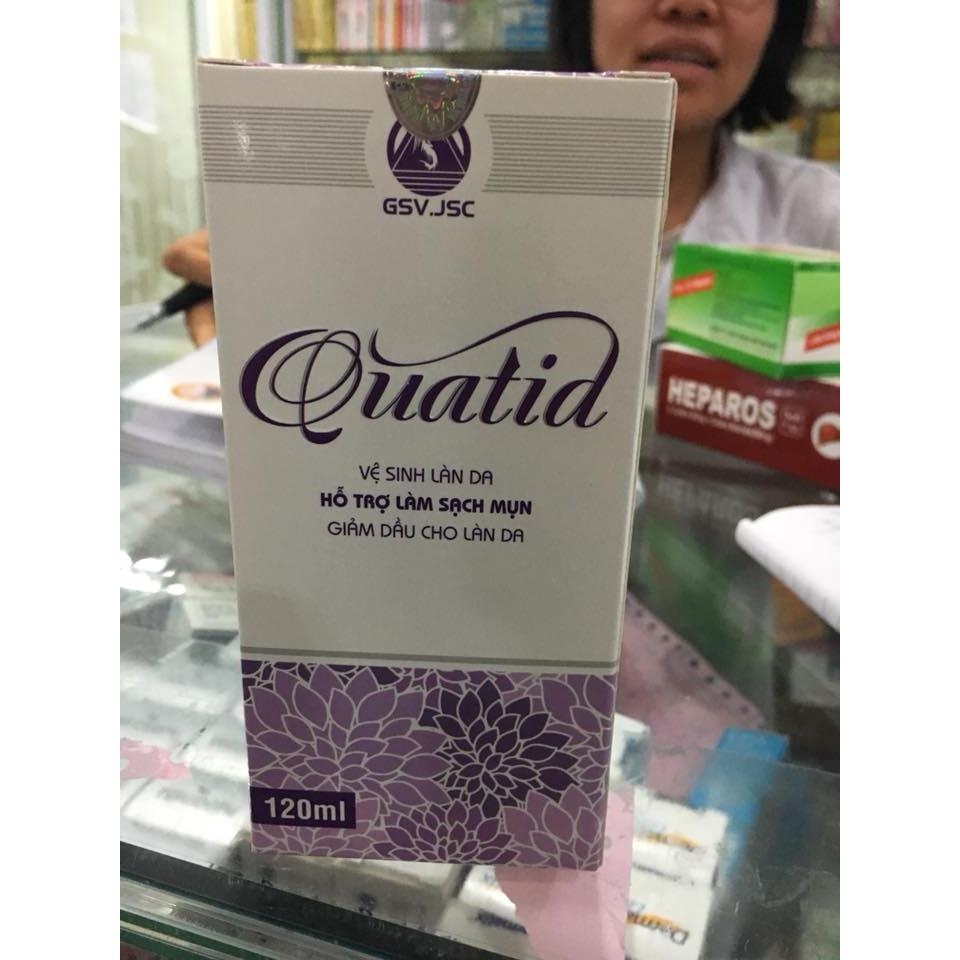 GSV.JSC
Quatid
VỆ SINH LÀN DA
HỖ TRỢ LÀM SẠCH MỤN
GIẢM DẦU CHO LÀN DA
120ml
HEPAROS